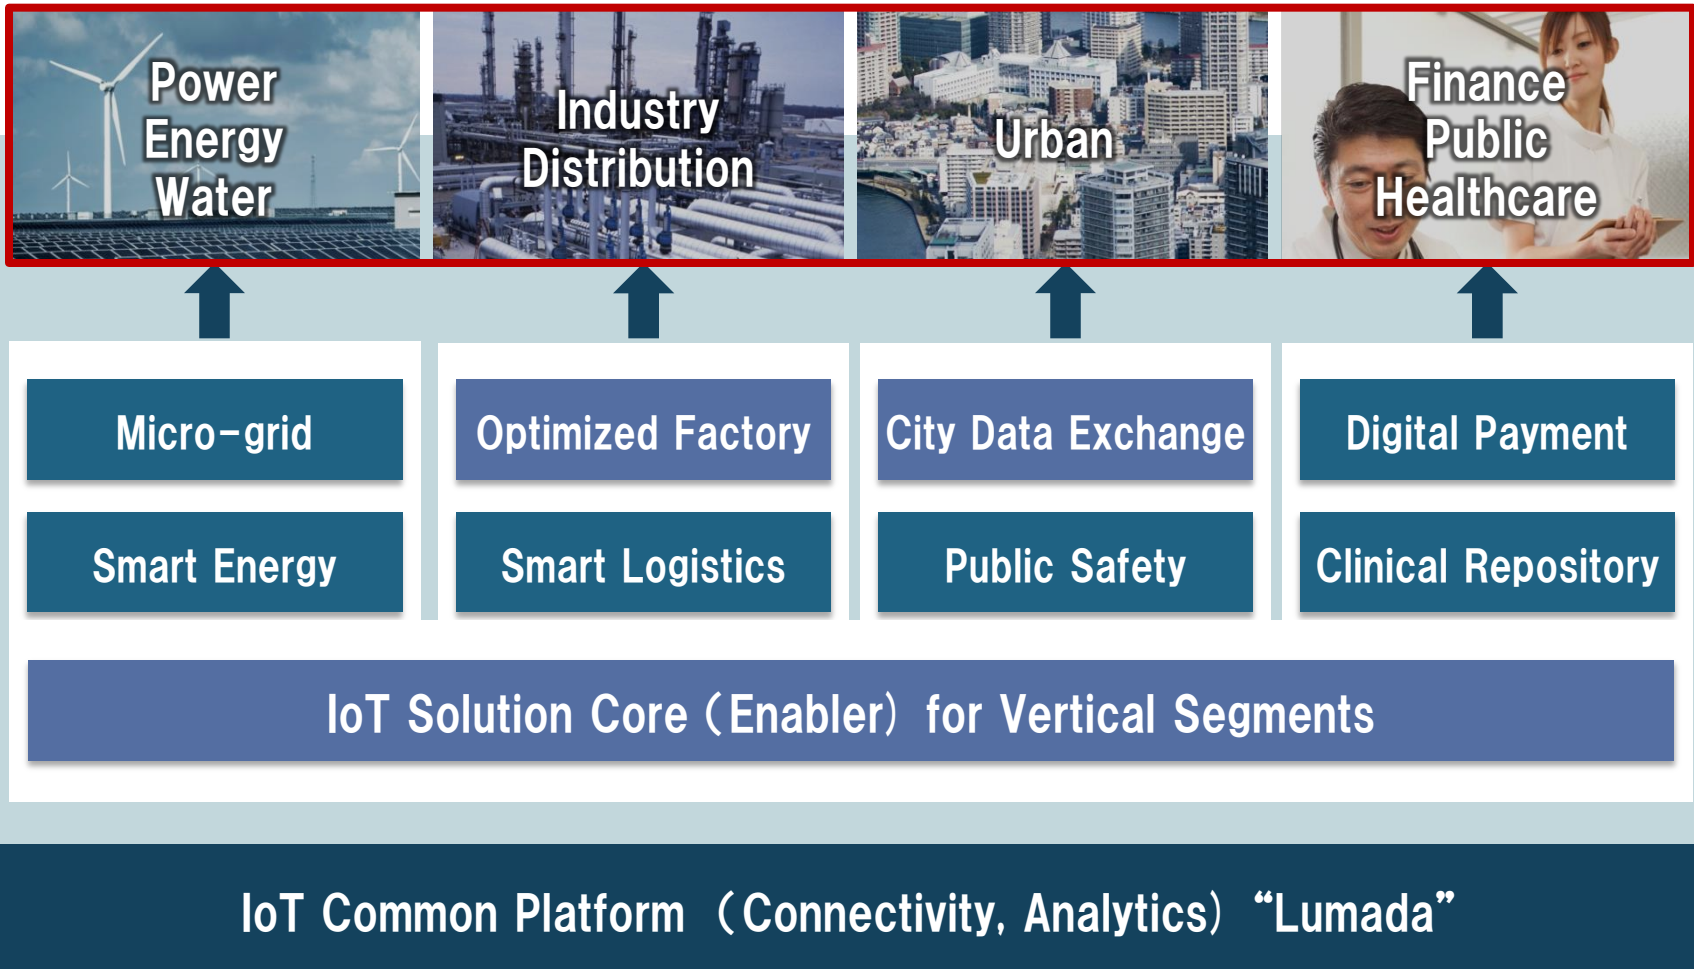 Power
Energy
Water
Industry
Distribution
Urban
Finance
Public
Healthcare
Micro-grid
Optimized Factory
City Data Exchange
Digital Payment
Smart Energy
Smart Logistics
Public Safety
Clinical Repository
IoT Solution Core (Enabler) for Vertical Segments
IoT Common Platform (Connectivity, Analytics) “Lumada”